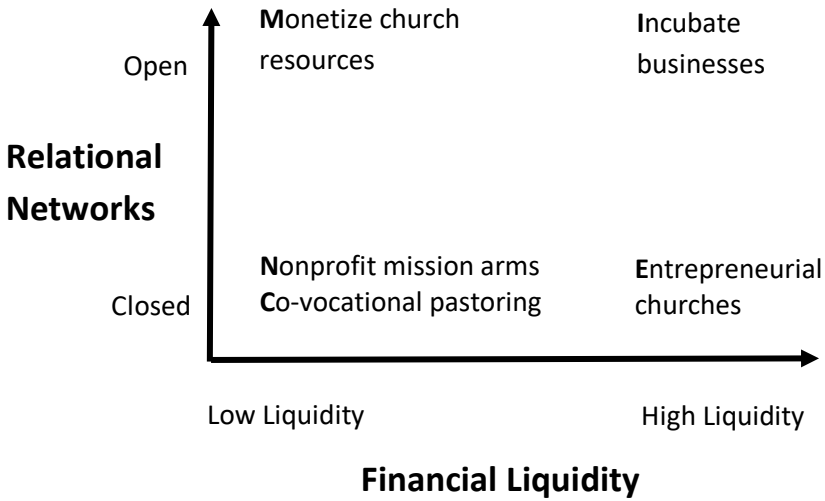 Monetize church
resources
Incubate
businesses
Open
Relational
Networks
Nonprofit mission arms
Co-vocational pastoring
Entrepreneurial
churches
Closed
Low Liquidity
High Liquidity
Financial Liquidity